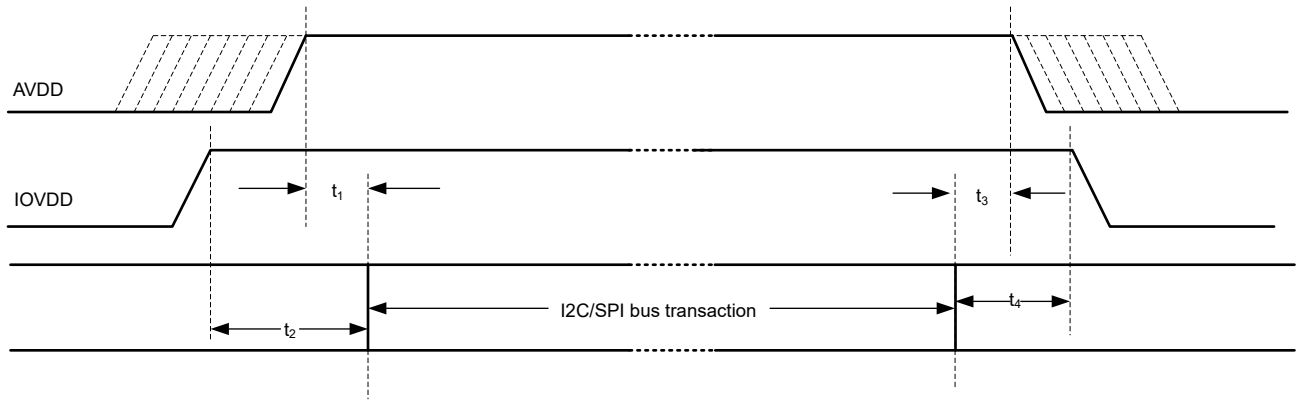 AVDD
IOVDD
t₁
t₃
t₂
I2C/SPI bus transaction
t₄